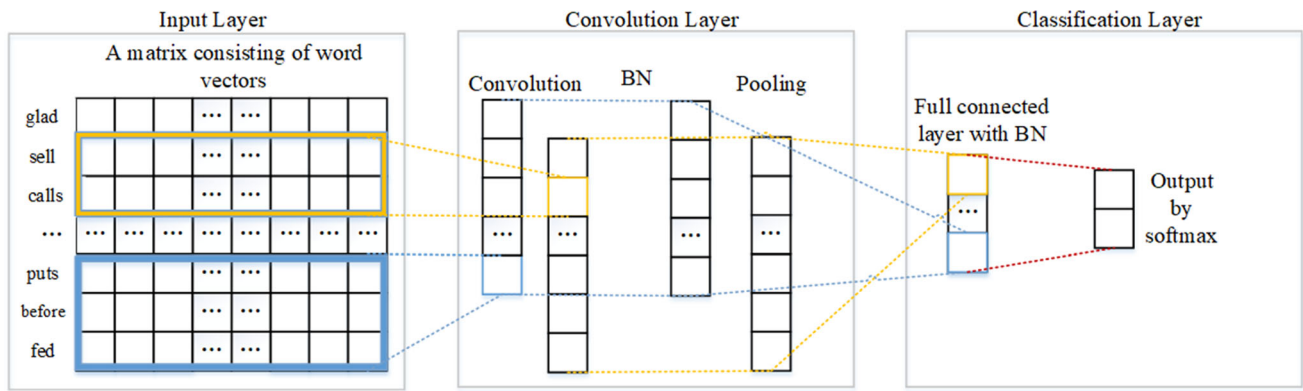 Input Layer
Convolution Layer
Classification Layer
A matrix consisting of word
vectors
glad
... ...
sell
... ...
calls
... ...
... ... ... ... ... ... ... ... ...
puts
... ...
before
... ...
fed
... ...
Convolution
BN
Pooling
...
...
...
...
Full connected
layer with BN
...
Output
by
softmax